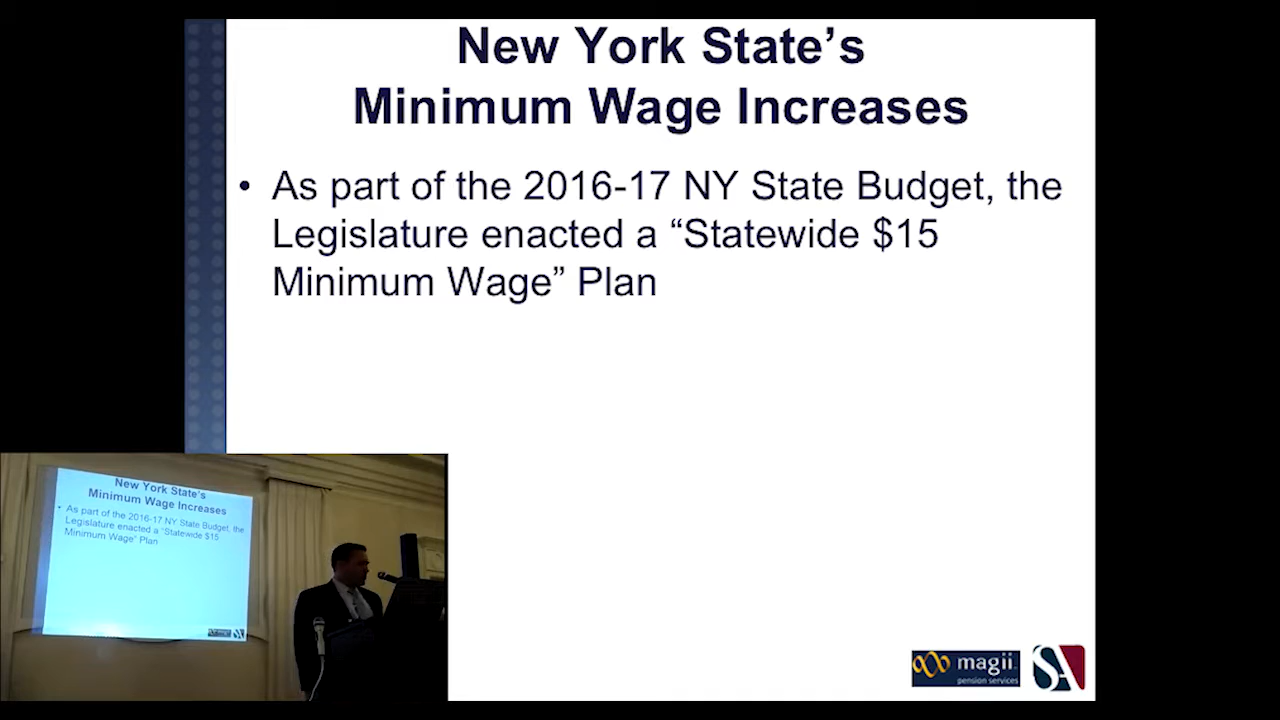 New York State’s
Minimum Wage Increases
• As part of the 2016-17 NY State Budget, the
Legislature enacted a “Statewide $15
Minimum Wage” Plan
New York State's
Minimum Wage Increases
• As part of the 2016-17 NY State Budget, the
Legislature enacted a “Statewide $15
Minimum Wage” Plan
magii
pension services
SA